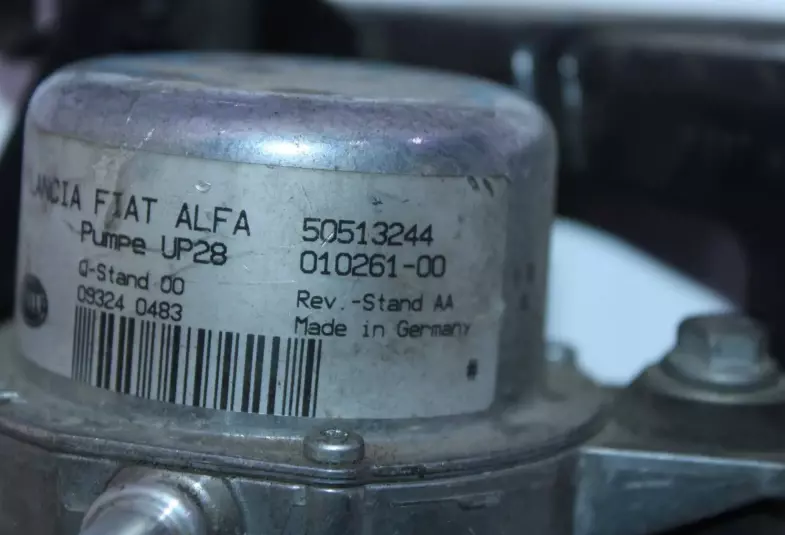 LANCIA FIAT ALFA 50513244
Pumpe UP28 010261-00
Q-Stand 00 Rev.-Stand AA
09324 0483 Made in Germany
#